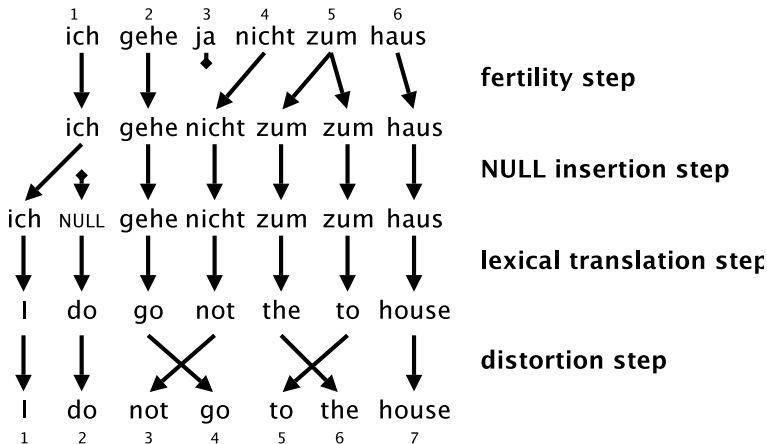 1 2 3 4 5 6
ich gehe ja nicht zum haus
fertility step
ich gehe nicht zum zum haus
NULL insertion step
ich NULL gehe nicht zum zum haus
lexical translation step
I do go not the to house
distortion step
I do not go to the house
1 2 3 4 5 6 7